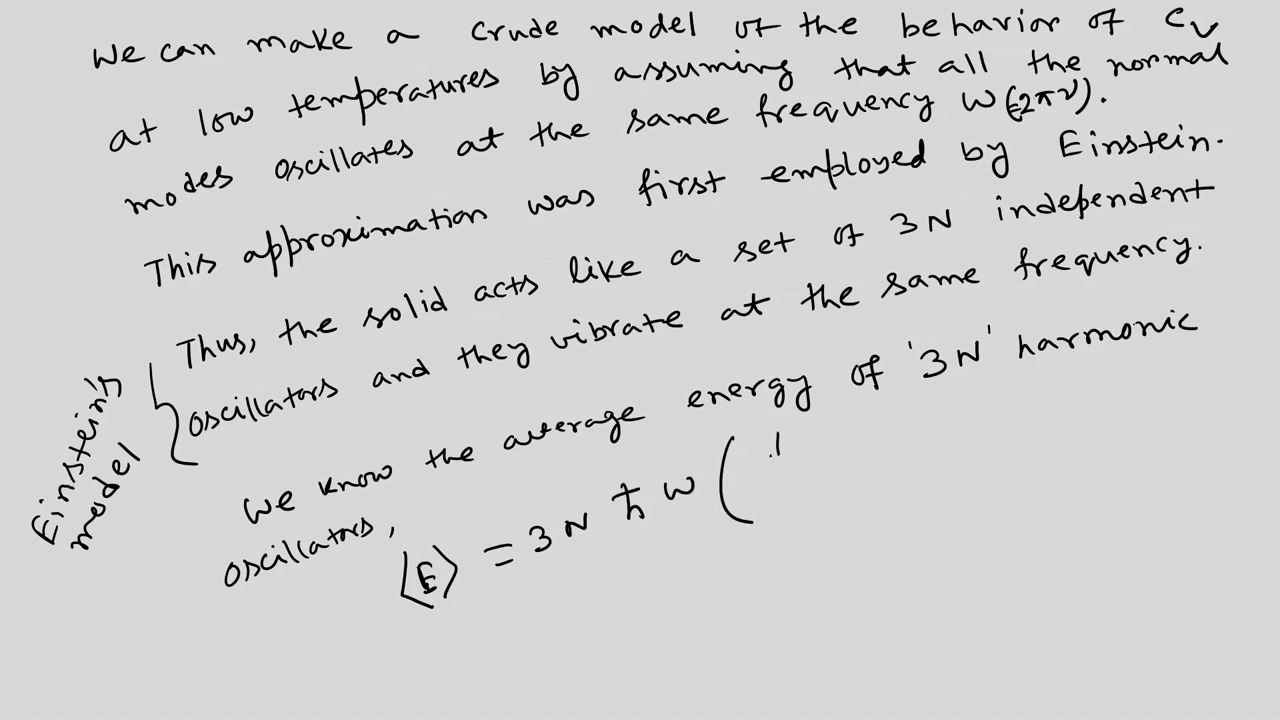 We can make a crude model of the behavior of Cv
at low temperatures by assuming that all the normal
modes oscillates at the same frequency ω(2πν).
This approximation was first employed by Einstein.
Thus, the solid acts like a set of 3N independent
oscillators and they vibrate at the same frequency.
Einstein's
model
We know the average energy of '3N' harmonic
oscillators,
⟨E⟩ = 3N ħω ( 1